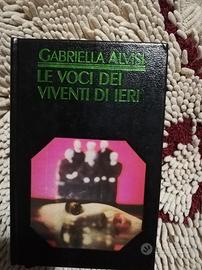 GABRIELLA ALVISI
LE VOCI DEI
VIVENTI DI IERI